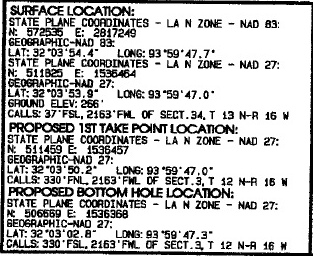 SURFACE LOCATION:
STATE PLANE COORDINATES - LA N ZONE - NAD 83:
N: 572535 E: 2817249
GEOGRAPHIC-NAD 83:
LAT: 32°03'54.4" LONG: 93°59'47.7"
STATE PLANE COORDINATES - LA N ZONE - NAD 27:
N: 511825 E: 1536464
GEOGRAPHIC-NAD 27:
LAT: 32°03'53.9" LONG: 93°59'47.0"
GROUND ELEV: 266'
CALLS: 37'FSL, 2163'FWL OF SECT.34, T 13 N-R 16 W
PROPOSED 1ST TAKE POINT LOCATION:
STATE PLANE COORDINATES - LA N ZONE - NAD 27:
N: 511459 E: 1536457
GEOGRAPHIC-NAD 27:
LAT: 32°03'50.2" LONG: 93°59'47.0"
CALLS: 330'FNL, 2163'FWL OF SECT.3, T 12 N-R 16 W
PROPOSED BOTTOM HOLE LOCATION:
STATE PLANE COORDINATES - LA N ZONE - NAD 27:
N: 506669 E: 1536368
GEOGRAPHIC-NAD 27:
LAT: 32°03'02.8" LONG: 93°59'47.3"
CALLS: 330'FSL, 2163'FWL OF SECT.3, T 12 N-R 16 W